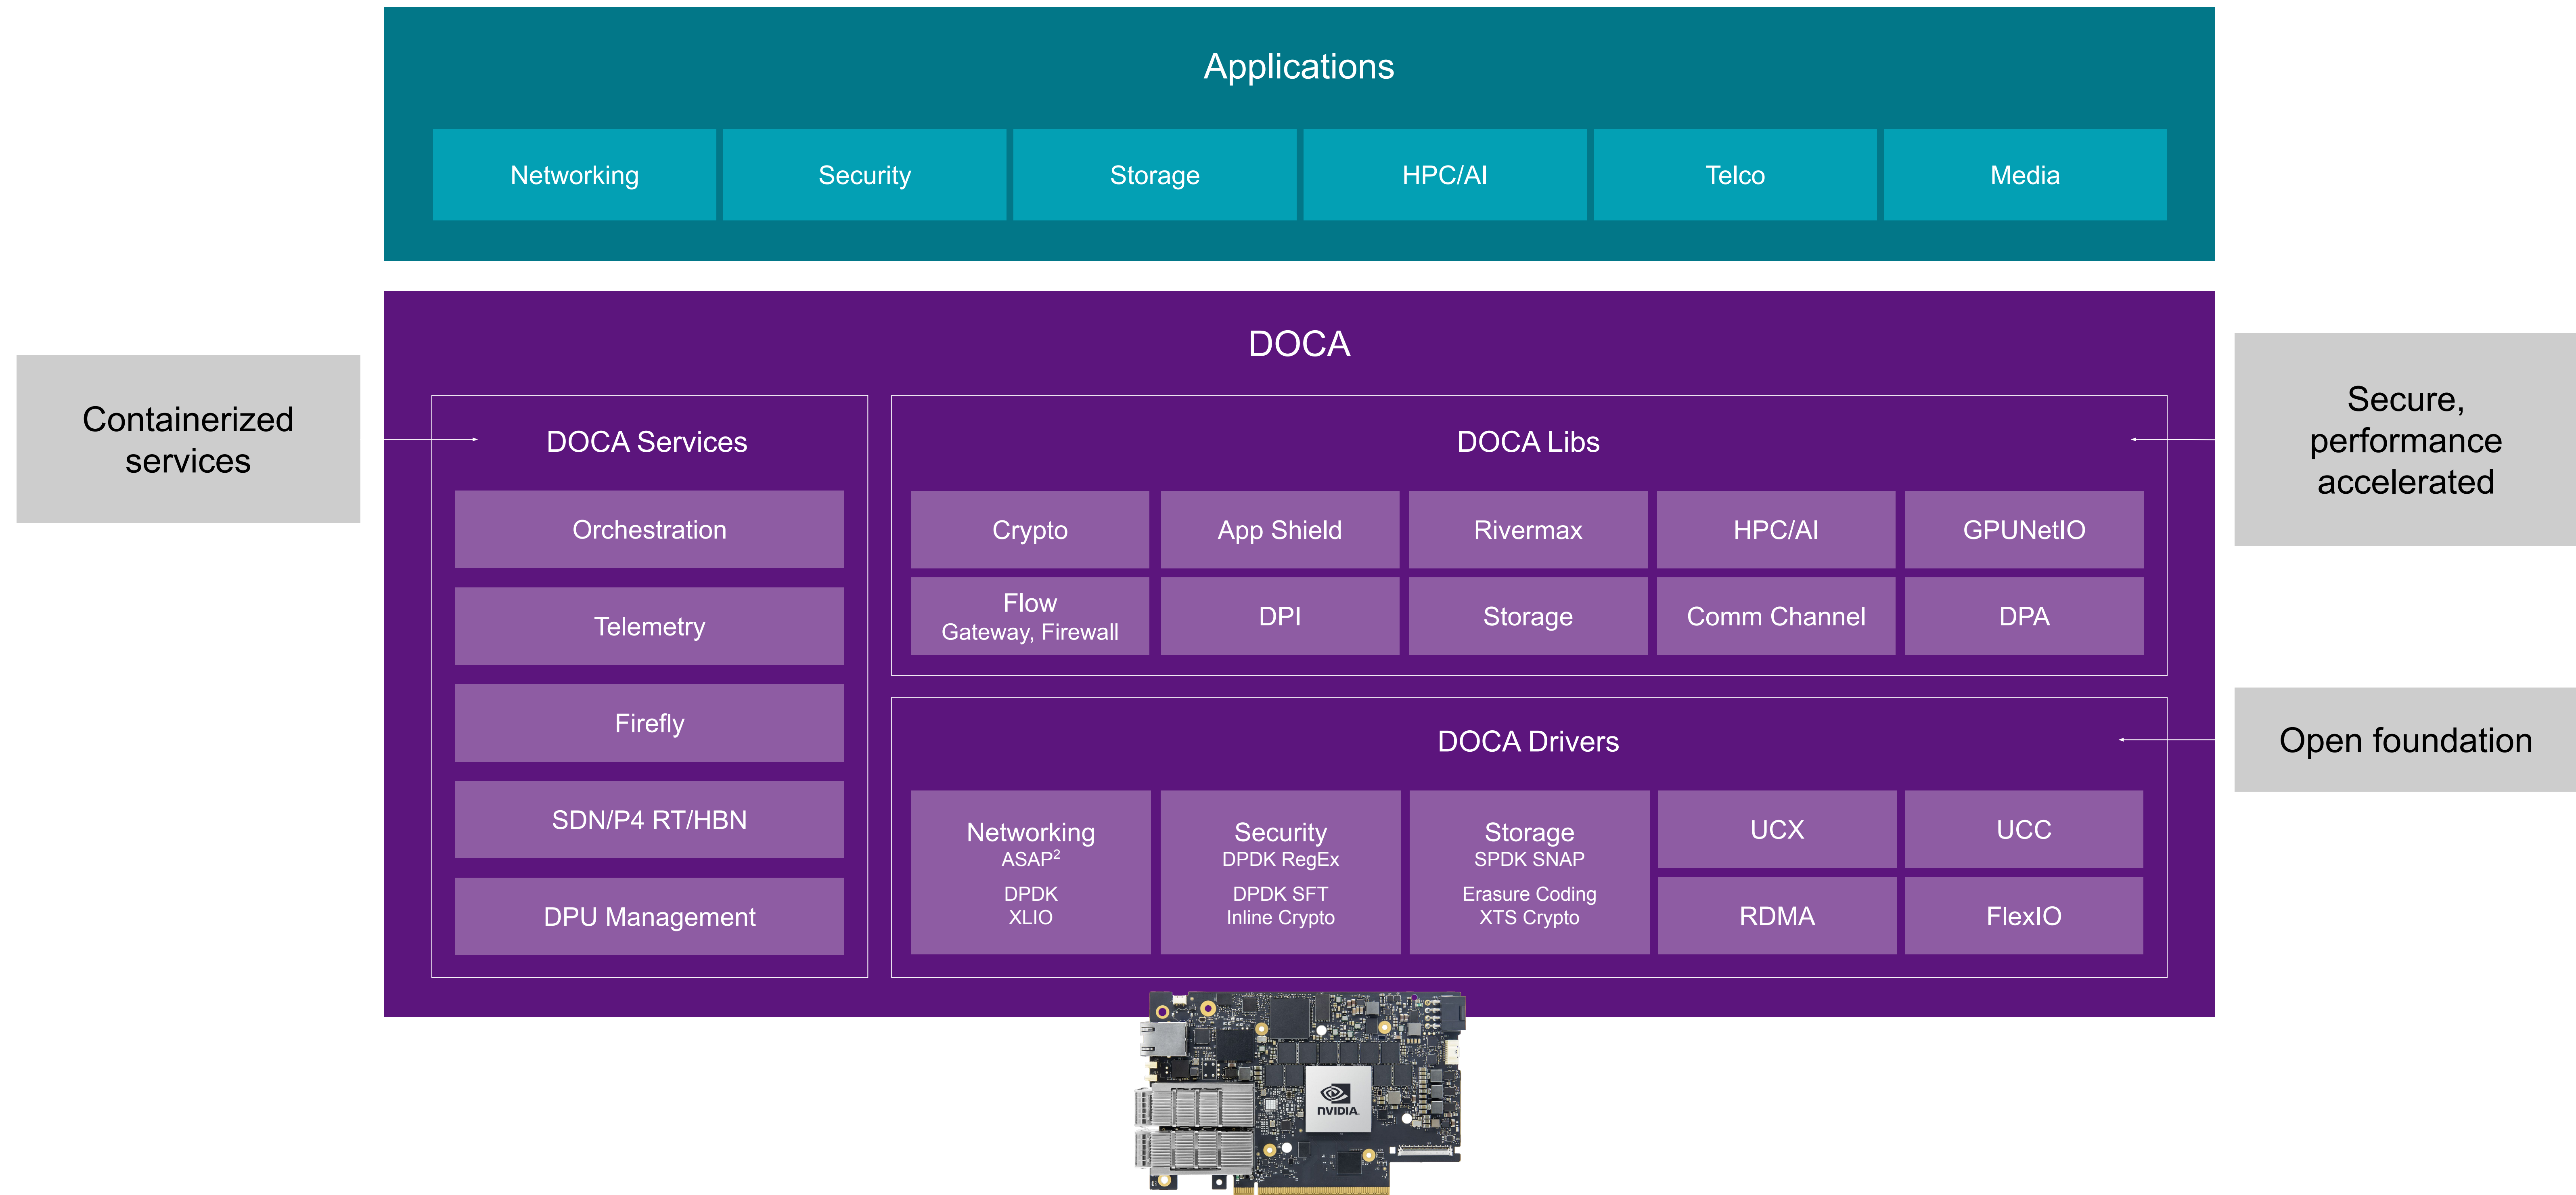 Applications
Networking
Security
Storage
HPC/AI
Telco
Media
DOCA
Containerized
services
DOCA Services
Orchestration
Telemetry
Firefly
SDN/P4 RT/HBN
DPU Management
DOCA Libs
Crypto
App Shield
Rivermax
HPC/AI
GPUNetIO
Flow
Gateway, Firewall
DPI
Storage
Comm Channel
DPA
Secure,
performance
accelerated
DOCA Drivers
Networking
ASAP²
DPDK
XLIO
Security
DPDK RegEx
DPDK SFT
Inline Crypto
Storage
SPDK SNAP
Erasure Coding
XTS Crypto
UCX
UCC
RDMA
FlexIO
Open foundation
NVIDIA